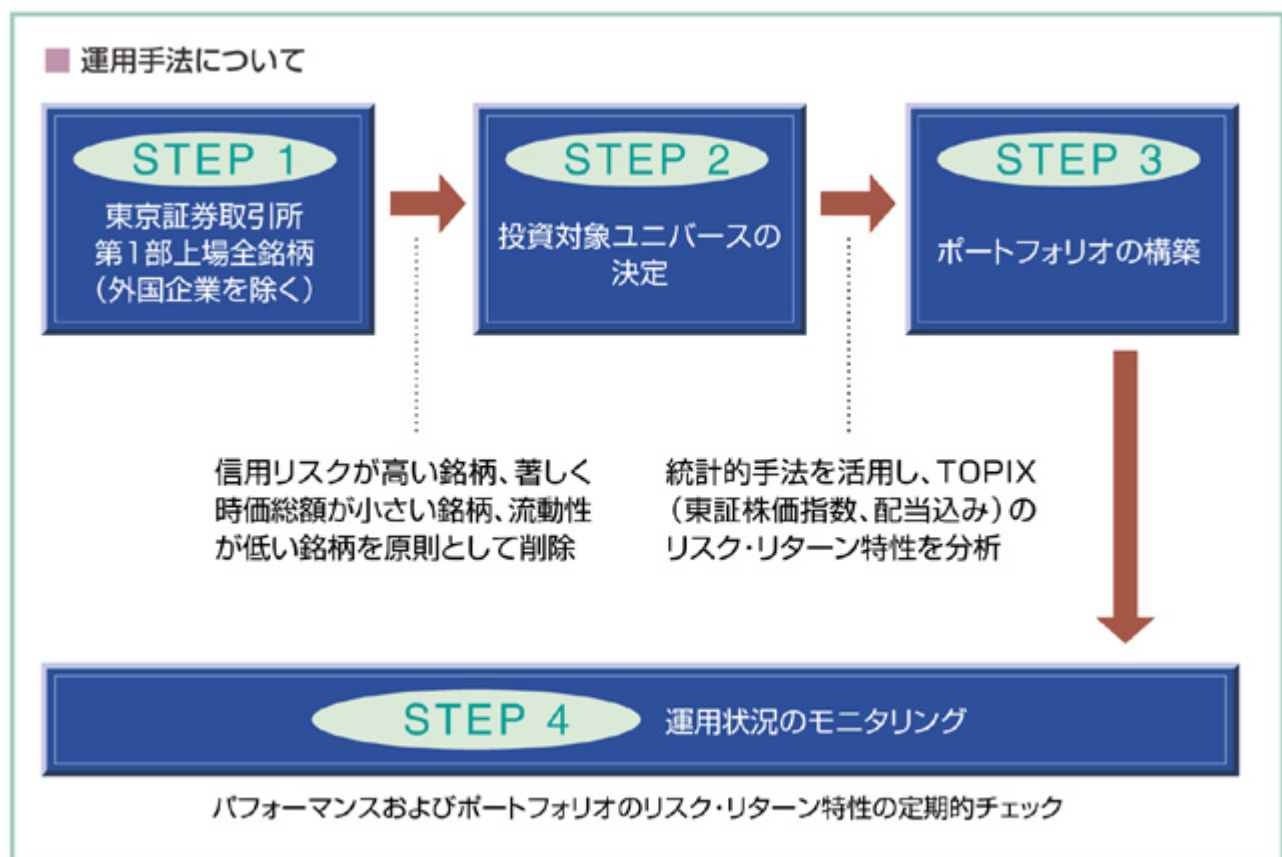 ■ 運用手法について
STEP 1
東京証券取引所
第1部上場全銘柄
(外国企業を除く)
STEP 2
投資対象ユニバースの
決定
STEP 3
ポートフォリオの構築
信用リスクが高い銘柄、著しく
時価総額が小さい銘柄、流動性
が低い銘柄を原則として削除
統計的手法を活用し、TOPIX
(東証株価指数、配当込み)の
リスク・リターン特性を分析
STEP 4 運用状況のモニタリング
パフォーマンスおよびポートフォリオのリスク・リターン特性の定期的チェック